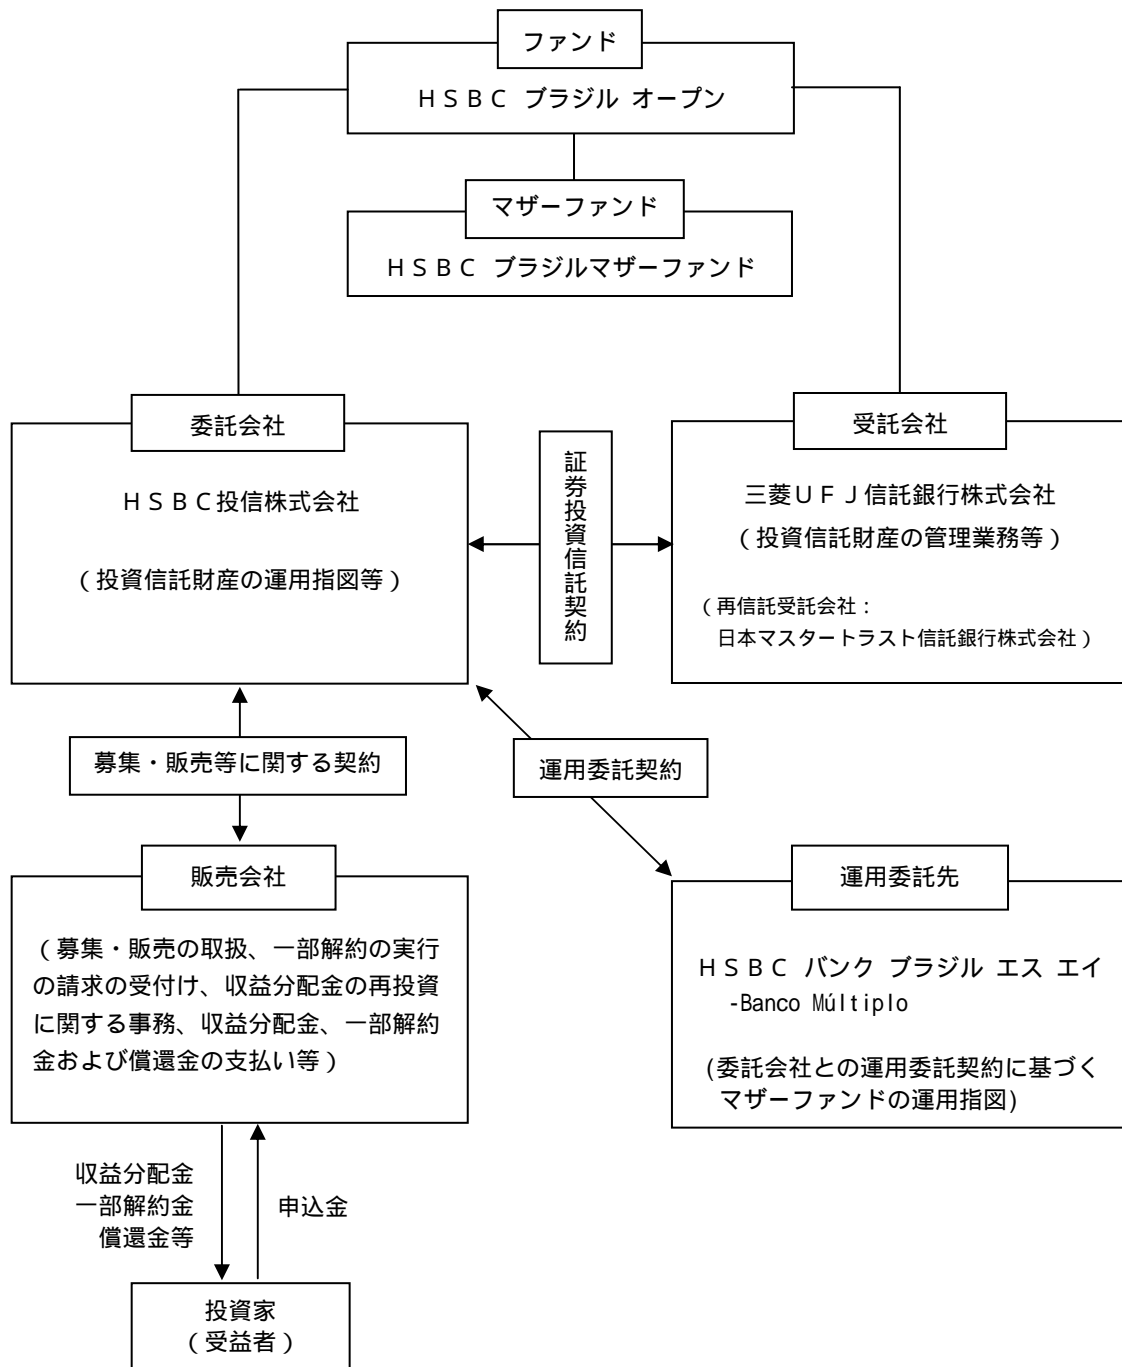 ファンド
ＨＳＢＣ ブラジル オープン
マザーファンド
ＨＳＢＣ ブラジルマザーファンド
委託会社
ＨＳＢＣ投信株式会社
（投資信託財産の運用指図等）
証券投資信託契約
受託会社
三菱ＵＦＪ信託銀行株式会社
（投資信託財産の管理業務等）
（再信託受託会社：
日本マスタートラスト信託銀行株式会社）
募集・販売等に関する契約
運用委託契約
販売会社
（募集・販売の取扱、一部解約の実行
の請求の受付け、収益分配金の再投資
に関する事務、収益分配金、一部解約
金および償還金の支払い等）
運用委託先
ＨＳＢＣ バンク ブラジル エス エイ
-Banco Múltiplo
(委託会社との運用委託契約に基づく
マザーファンドの運用指図)
収益分配金
一部解約金
償還金等
申込金
投資家
（受益者）